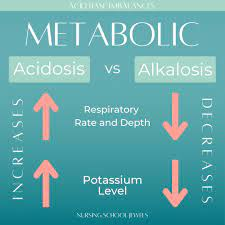 ACID BASE IMBALANCES
METABOLIC
Acidosis vs Alkalosis
INCREASES
Respiratory
Rate and Depth
Potassium
Level
DECREASES
NURSING SCHOOL JEWELS